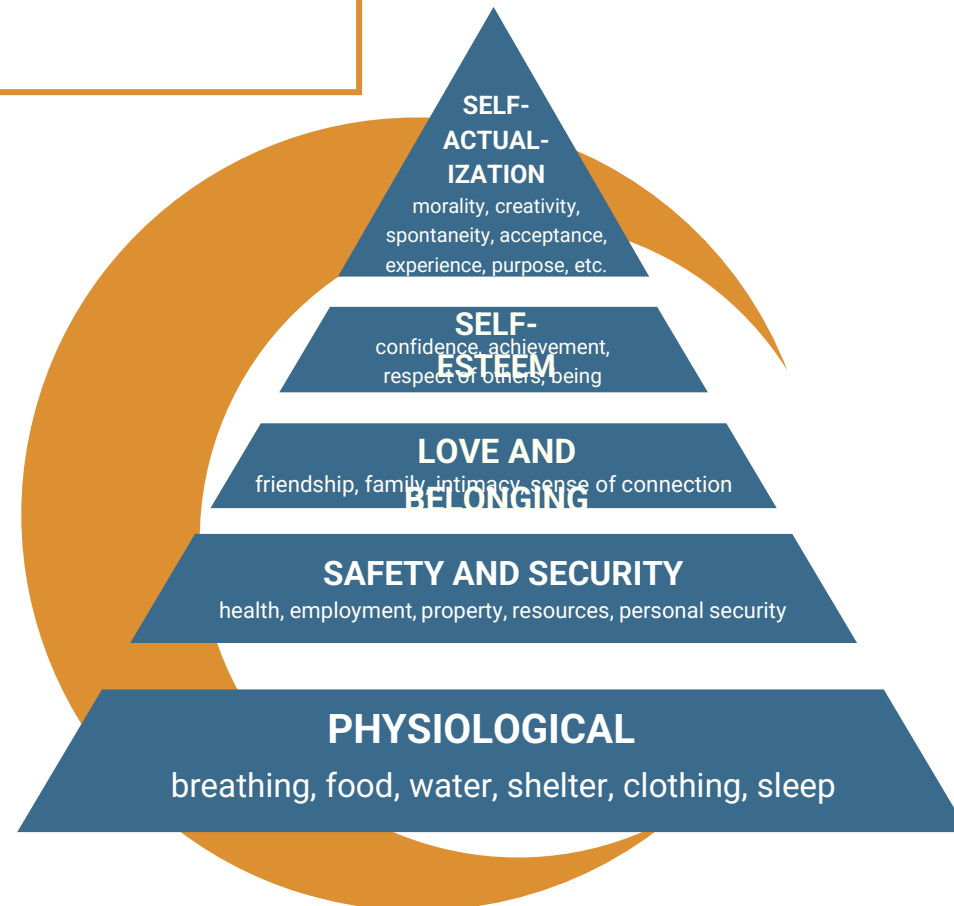 SELF-
ACTUAL-
IZATION
morality, creativity,
spontaneity, acceptance,
experience, purpose, etc.
SELF-
ESTEEM
confidence, achievement,
respect of others, being
LOVE AND
BELONGING
friendship, family, intimacy, sense of connection
SAFETY AND SECURITY
health, employment, property, resources, personal security
PHYSIOLOGICAL
breathing, food, water, shelter, clothing, sleep